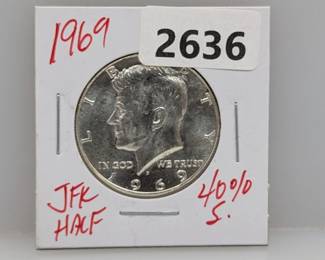 1969
2636
LIBERTY
IN GOD WE TRUST
1969
JFK
HALF
40%
S.